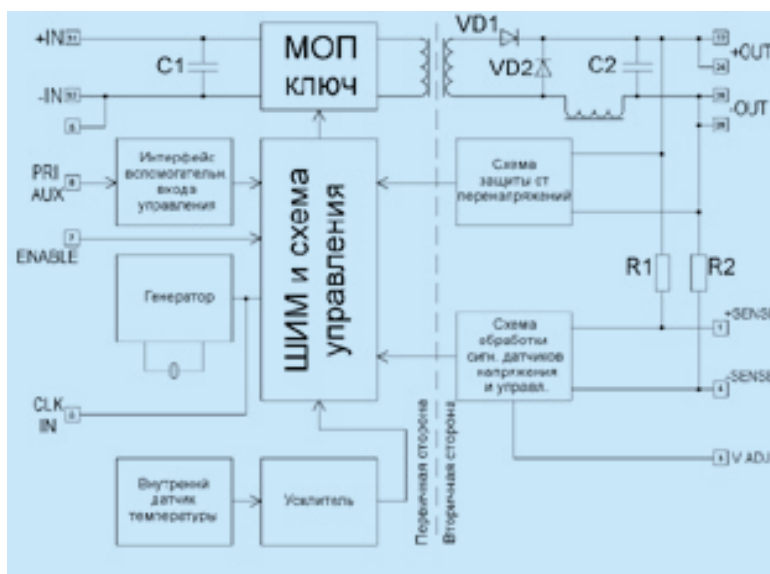 +IN
C1
-IN
МОП
КЛЮЧ
VD1
VD2
C2
+OUT
-OUT
PRI
AUX
Интерфейс
вспомогательн.
входа
управления
ENABLE
7
ШИМ и схема
управления
Схема
защиты от
перенапряжений
R1
R2
Генератор
Схема
обработки
сигн. датчиков
напряжения
и управл.
+SENSE
-SENSE
CLK
IN
V ADJ
Внутренний
датчик
температуры
Усилитель
Первичная сторона
Вторичная сторона